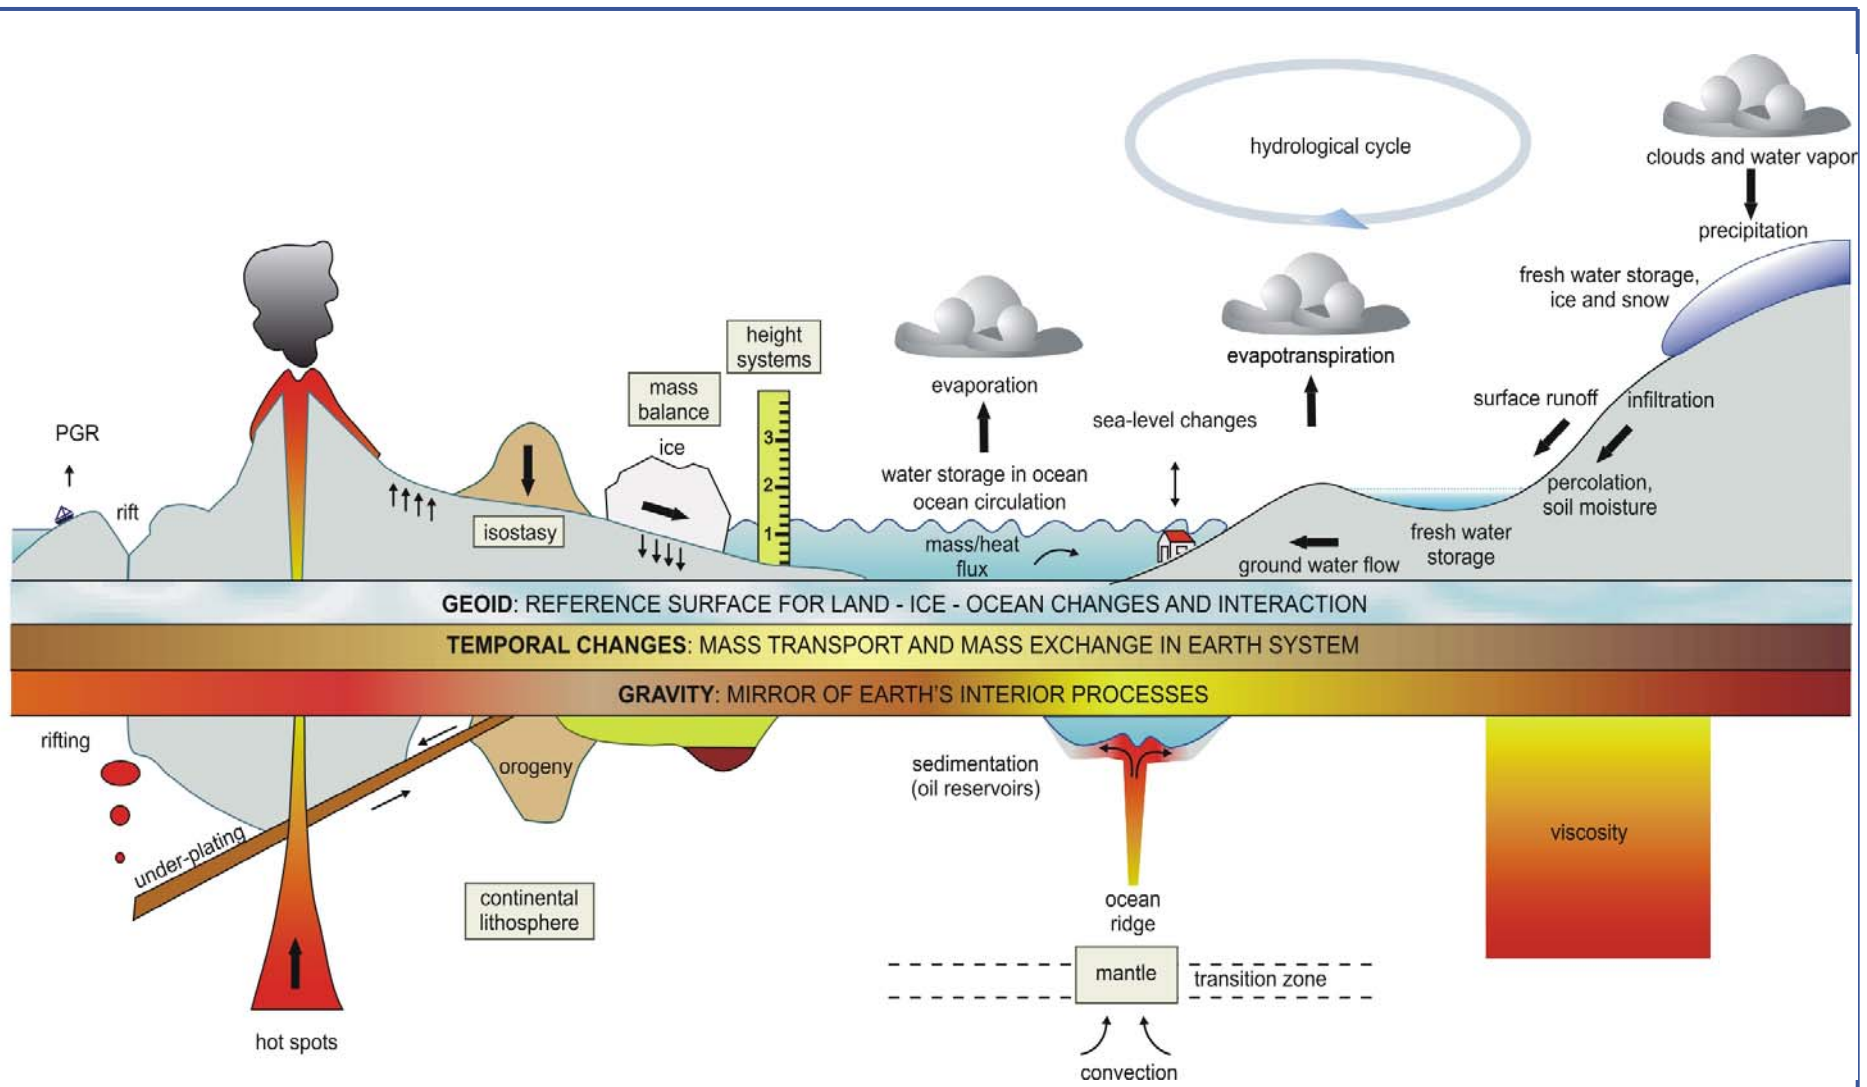 hydrological cycle
clouds and water vapor
precipitation
fresh water storage,
ice and snow
height
systems
evaporation
evapotranspiration
mass
balance
ice
sea-level changes
surface runoff
infiltration
PGR
rift
3
2
1
isostasy
water storage in ocean
ocean circulation
mass/heat
flux
percolation,
soil moisture
fresh water
storage
ground water flow
GEOID: REFERENCE SURFACE FOR LAND - ICE - OCEAN CHANGES AND INTERACTION
TEMPORAL CHANGES: MASS TRANSPORT AND MASS EXCHANGE IN EARTH SYSTEM
GRAVITY: MIRROR OF EARTH'S INTERIOR PROCESSES
rifting
orogeny
sedimentation
(oil reservoirs)
under-plating
viscosity
continental
lithosphere
ocean
ridge
mantle
transition zone
hot spots
convection